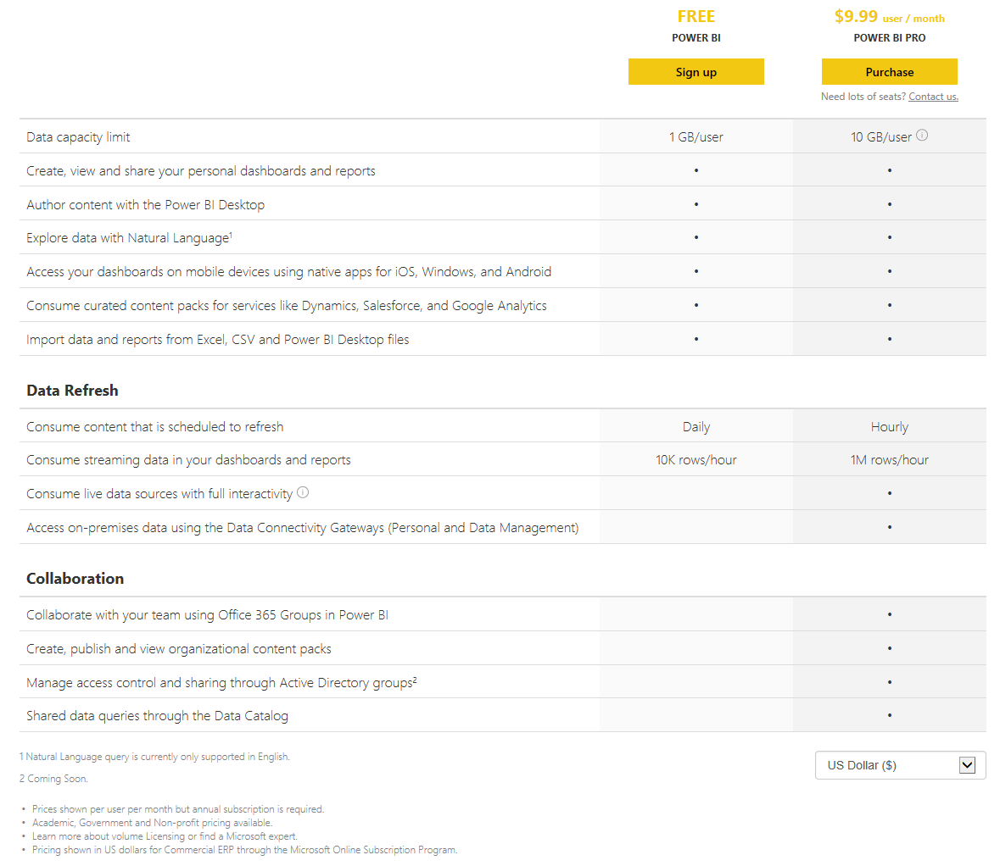 FREE
$9.99 user / month
POWER BI
POWER BI PRO
Sign up
Purchase
Need lots of seats? Contact us.
Data capacity limit 1 GB/user 10 GB/user
Create, view and share your personal dashboards and reports • •
Author content with the Power BI Desktop • •
Explore data with Natural Language¹ • •
Access your dashboards on mobile devices using native apps for iOS, Windows, and Android • •
Consume curated content packs for services like Dynamics, Salesforce, and Google Analytics • •
Import data and reports from Excel, CSV and Power BI Desktop files • •
Data Refresh
Consume content that is scheduled to refresh Daily Hourly
Consume streaming data in your dashboards and reports 10K rows/hour 1M rows/hour
Consume live data sources with full interactivity •
Access on-premises data using the Data Connectivity Gateways (Personal and Data Management) •
Collaboration
Collaborate with your team using Office 365 Groups in Power BI •
Create, publish and view organizational content packs •
Manage access control and sharing through Active Directory groups² •
Shared data queries through the Data Catalog •
1 Natural Language query is currently only supported in English.
US Dollar ($)
2 Coming Soon.
• Prices shown per user per month but annual subscription is required.
• Academic, Government and Non-profit pricing available.
• Learn more about volume Licensing or find a Microsoft expert.
• Pricing shown in US dollars for Commercial ERP through the Microsoft Online Subscription Program.